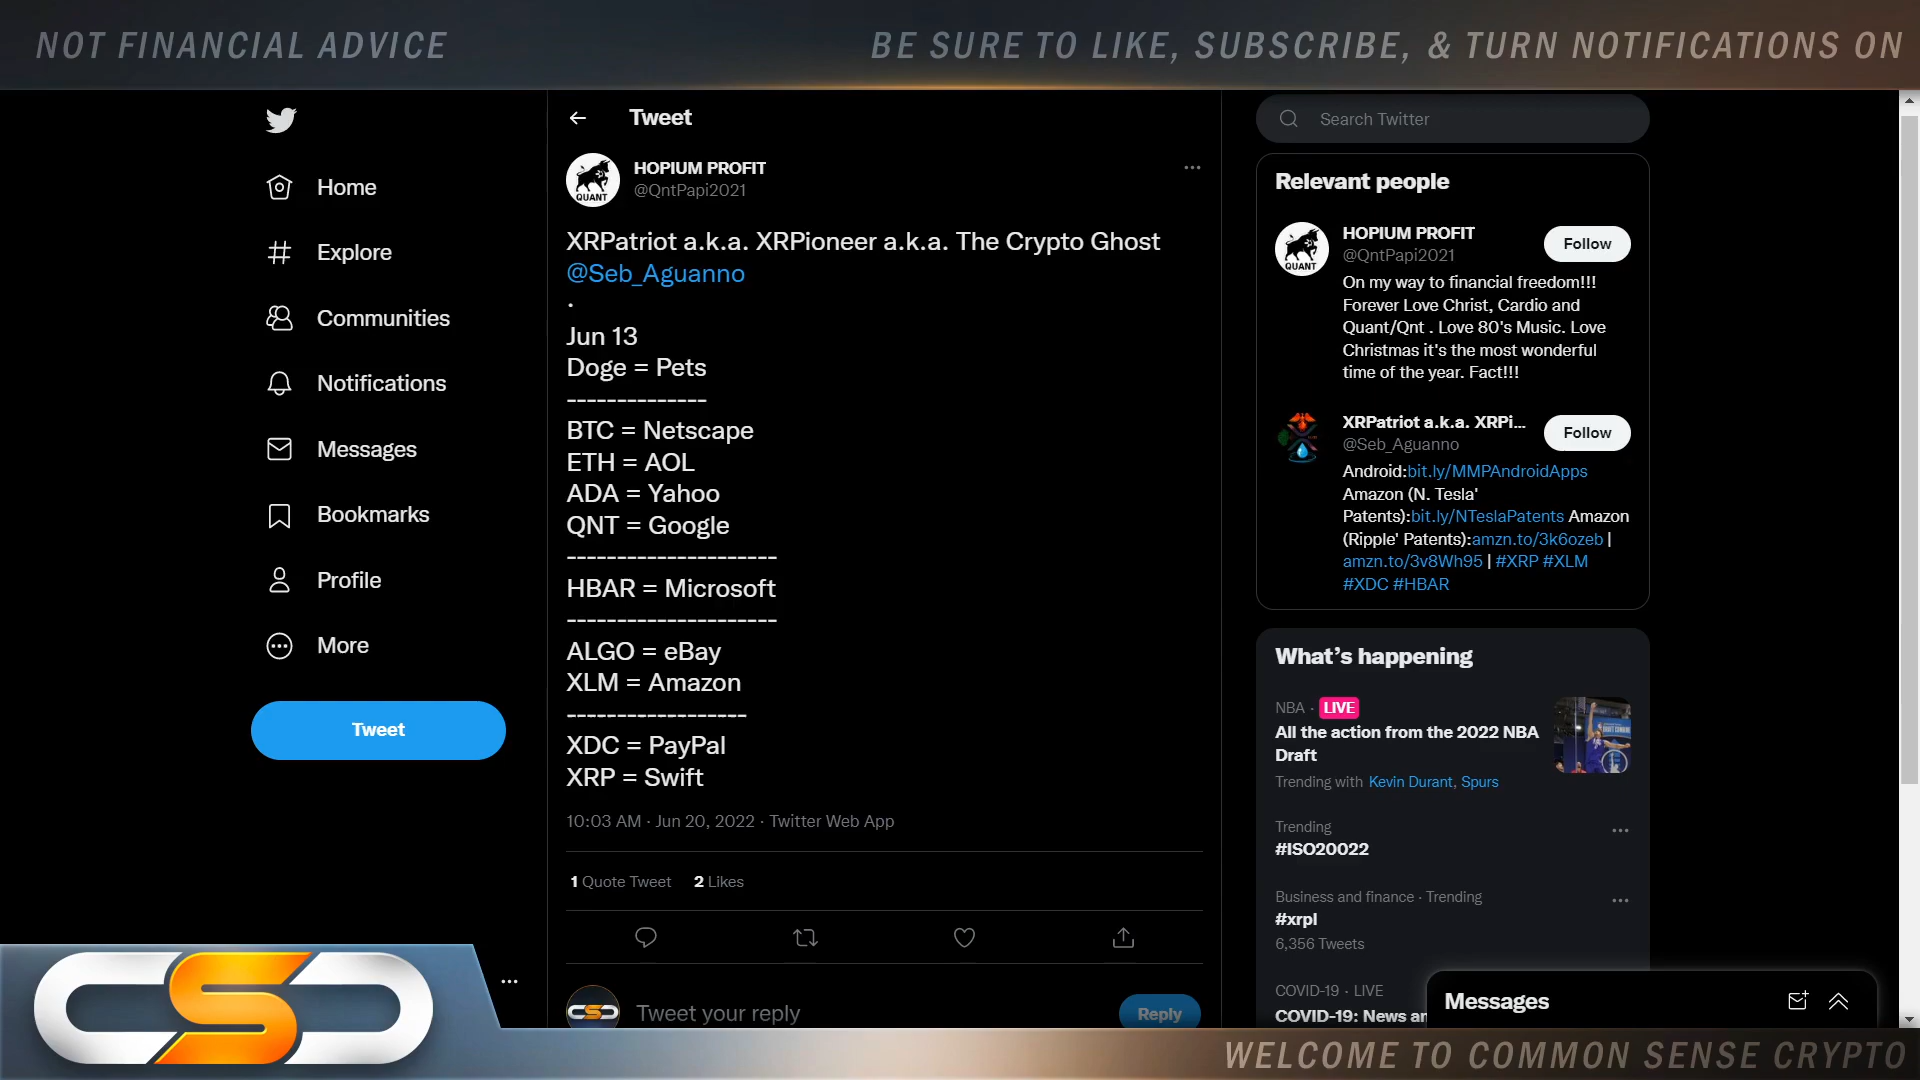 NOT FINANCIAL ADVICE
BE SURE TO LIKE, SUBSCRIBE, & TURN NOTIFICATIONS ON
Home
Explore
Communities
Notifications
Messages
Bookmarks
Profile
More
Tweet
Tweet
HOPIUM PROFIT
@QntPapi2021
QUANT
XRPatriot a.k.a. XRPioneer a.k.a. The Crypto Ghost
@Seb_Aguanno
.
Jun 13
Doge = Pets
--------------
BTC = Netscape
ETH = AOL
ADA = Yahoo
QNT = Google
---------------------
HBAR = Microsoft
---------------------
ALGO = eBay
XLM = Amazon
------------------
XDC = PayPal
XRP = Swift
10:03 AM · Jun 20, 2022 · Twitter Web App
1 Quote Tweet 2 Likes
Tweet your reply
Reply
Search Twitter
Relevant people
HOPIUM PROFIT
@QntPapi2021
Follow
QUANT
On my way to financial freedom!!!
Forever Love Christ, Cardio and
Quant/Qnt . Love 80's Music. Love
Christmas it's the most wonderful
time of the year. Fact!!!
XRPatriot a.k.a. XRPi...
@Seb_Aguanno
Follow
Android:bit.ly/MMPAndroidApps
Amazon (N. Tesla'
Patents):bit.ly/NTeslaPatents Amazon
(Ripple' Patents):amzn.to/3k6ozeb |
amzn.to/3v8Wh95 | #XRP #XLM
#XDC #HBAR
What's happening
NBA · LIVE
All the action from the 2022 NBA
Draft
Trending with Kevin Durant, Spurs
Trending
#ISO20022
Business and finance · Trending
#xrpl
6,356 Tweets
COVID-19 · LIVE
COVID-19: News an
Messages
CSC
WELCOME TO COMMON SENSE CRYPTO